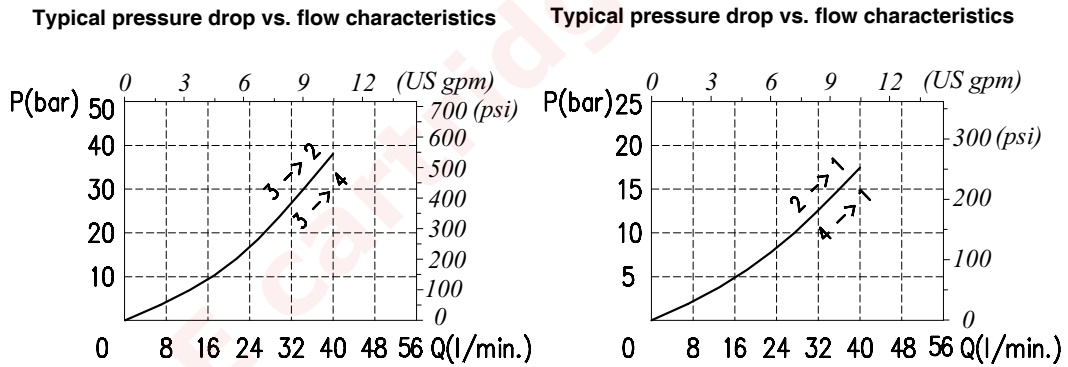 Typical pressure drop vs. flow characteristics
0 3 6 9 12 (US gpm)
P(bar)
50
40
30
20
10
700 (psi)
600
500
400
300
200
100
0
3 → 2
3 → 4
0 8 16 24 32 40 48 56 Q(l/min.)
Typical pressure drop vs. flow characteristics
0 3 6 9 12 (US gpm)
P(bar)
25
20
15
10
5
300 (psi)
200
100
0
2 → 1
4 → 1
0 8 16 24 32 40 48 56 Q(l/min.)